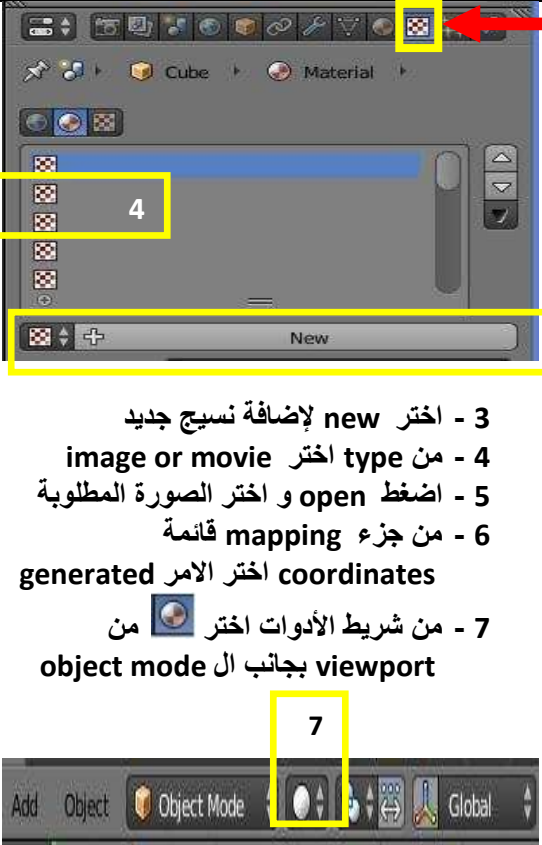 Cube Material
4
New
3 - اختر new لإضافة نسيج جديد
4 - من type اختر image or movie
5 - اضغط open و اختر الصورة المطلوبة
6 - من جزء mapping قائمة
coordinates اختر الامر generated
7 - من شريط الأدوات اختر من
viewport بجانب ال object mode
7
Add Object Object Mode Global